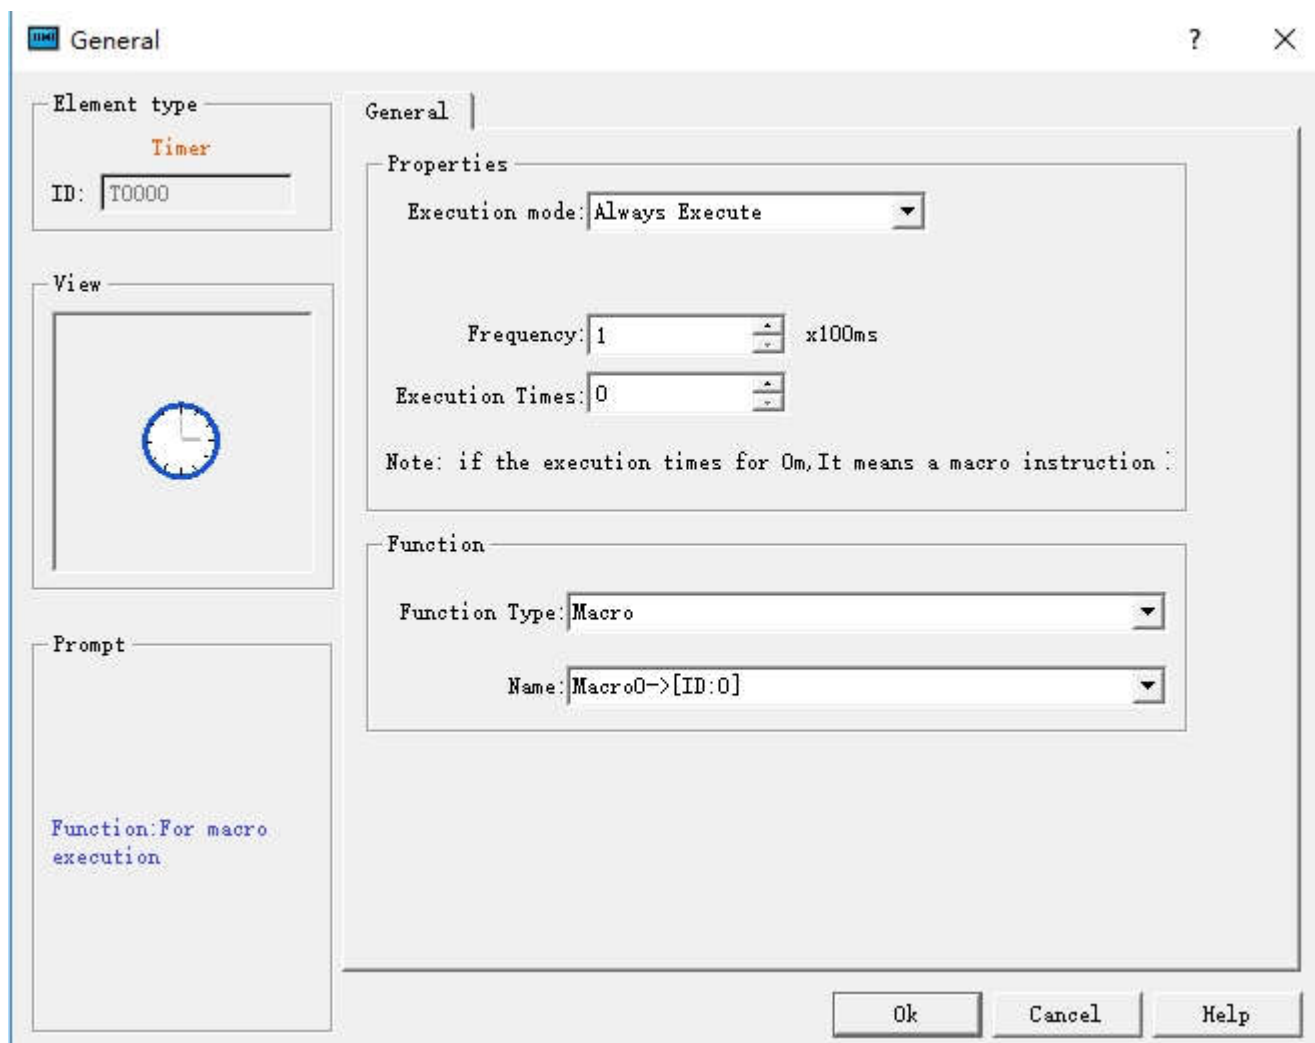 General
Element type
Timer
ID: T0000
View
Prompt
Function:For macro
execution
General
Properties
Execution mode: Always Execute
Frequency: 1 x100ms
Execution Times: 0
Note: if the execution times for 0m,It means a macro instruction
Function
Function Type: Macro
Name: Macro0->[ID:0]
Ok Cancel Help